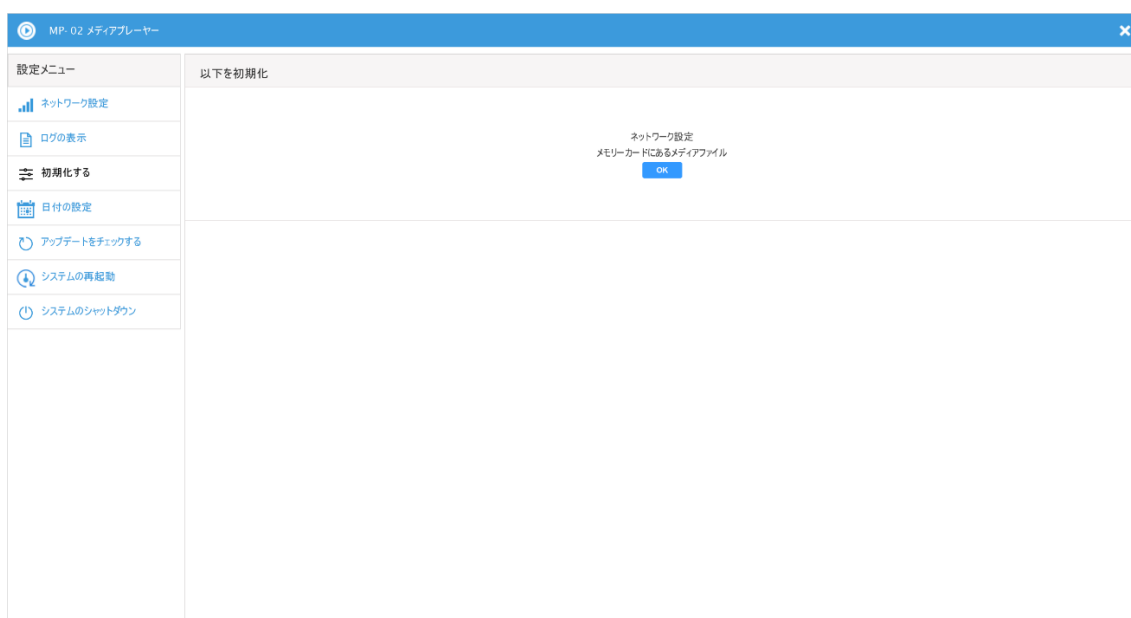 MP- 02 メディアプレーヤー
設定メニュー
ネットワーク設定
ログの表示
初期化する
日付の設定
アップデートをチェックする
システムの再起動
システムのシャットダウン
以下を初期化
ネットワーク設定
メモリーカードにあるメディアファイル
OK